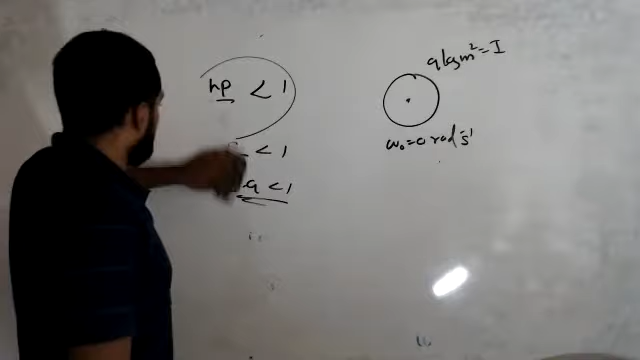 hp < 1
< 1
< 1
9 kgm² = I
ω₀ = 0 rad s⁻¹